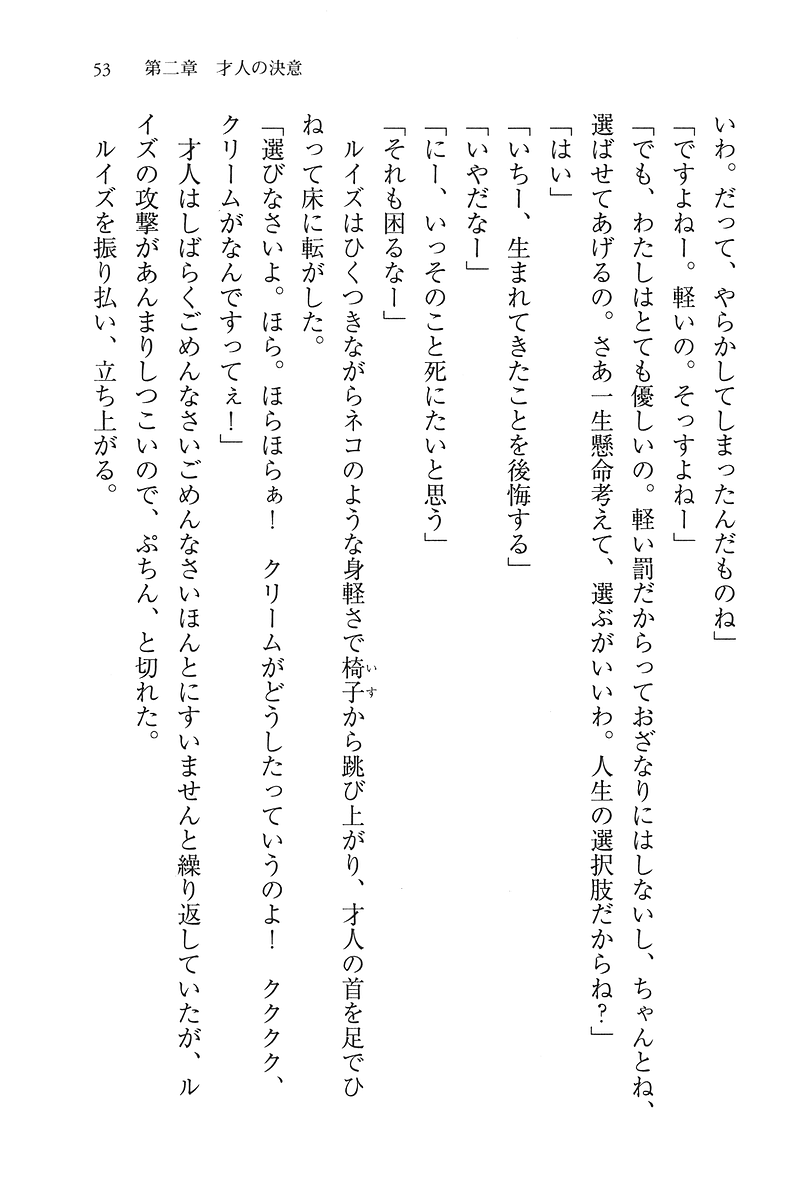 53　第二章　才人の決意
いわ。だって、やらかしてしまったんだものね」
「ですよねー。軽いの。そっすよねー」
「でも、わたしはとても優しいの。軽い罰だからっておざなりにはしないし、ちゃんとね、
選ばせてあげるの。さあ一生懸命考えて、選ぶがいいわ。人生の選択肢だからね？」
「はい」
「いちー、生まれてきたことを後悔する」
「いやだなー」
「にー、いっそのこと死にたいと思う」
「それも困るなー」
　ルイズはひくつきながらネコのような身軽さで椅子から跳び上がり、才人の首を足でひ
いす
ねって床に転がした。
「選びなさいよ。ほら。ほらほらぁ！　クリームがどうしたっていうのよ！　クククク、
クリームがなんですってぇ！」
　才人はしばらくごめんなさいごめんなさいほんとにすいませんと繰り返していたが、ル
イズの攻撃があんまりしつこいので、ぷちん、と切れた。
　ルイズを振り払い、立ち上がる。